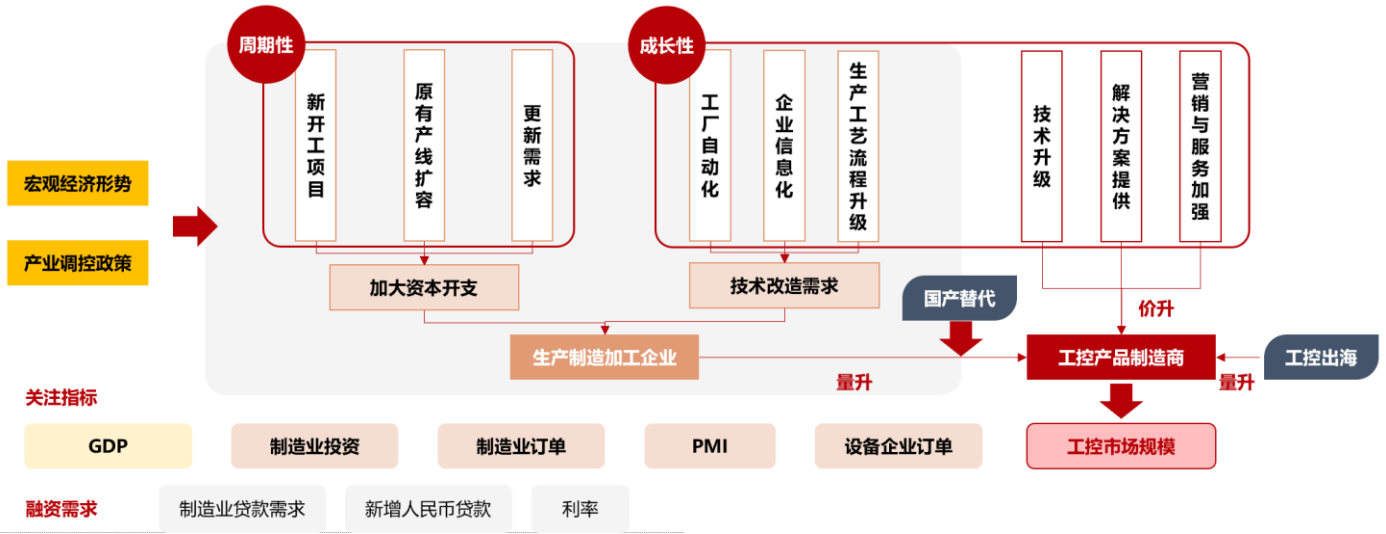 周期性
成长性
新开工项目
原有产线扩容
更新需求
工厂自动化
企业信息化
生产工艺流程升级
技术升级
解决方案提供
营销与服务加强
宏观经济形势
产业调控政策
加大资本开支
技术改造需求
国产替代
价升
生产制造加工企业
工控产品制造商
工控出海
量升
量升
关注指标
GDP
制造业投资
制造业订单
PMI
设备企业订单
工控市场规模
融资需求
制造业贷款需求
新增人民币贷款
利率